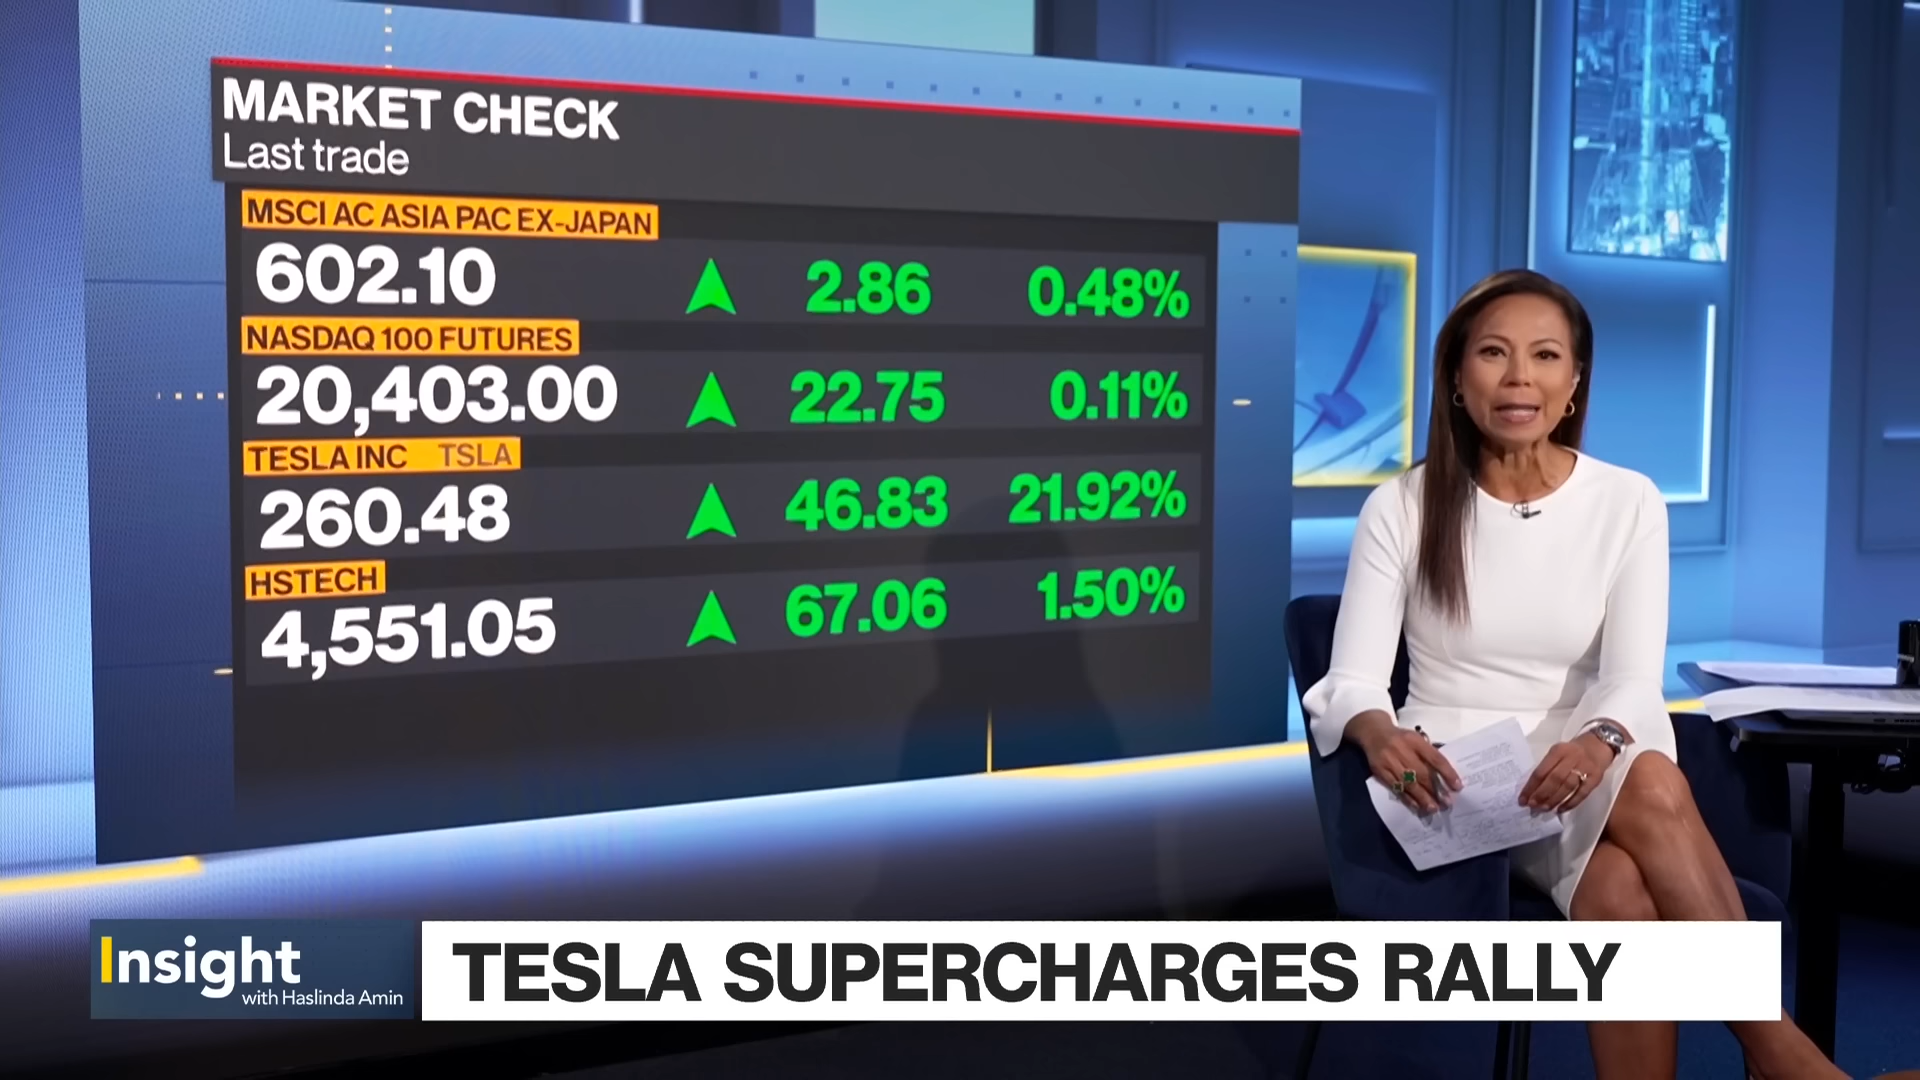 MARKET CHECK
Last trade
MSCI AC ASIA PAC EX-JAPAN
602.10 2.86 0.48%
NASDAQ 100 FUTURES
20,403.00 22.75 0.11%
TESLA INC TSLA
260.48 46.83 21.92%
HSTECH
4,551.05 67.06 1.50%
Insight
with Haslinda Amin
TESLA SUPERCHARGES RALLY